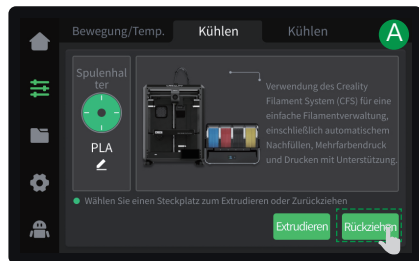 Bewegung/Temp.
Kühlen
Kühlen
A
Spulenhal
ter
PLA
Verwendung des Creality
Filament System (CFS) für eine
einfache Filamentverwaltung,
einschließlich automatischem
Nachfüllen, Mehrfarbendruck
und Drucken mit Unterstützung.
Wählen Sie einen Steckplatz zum Extrudieren oder Zurückziehen
Extrudieren
Rückziehen